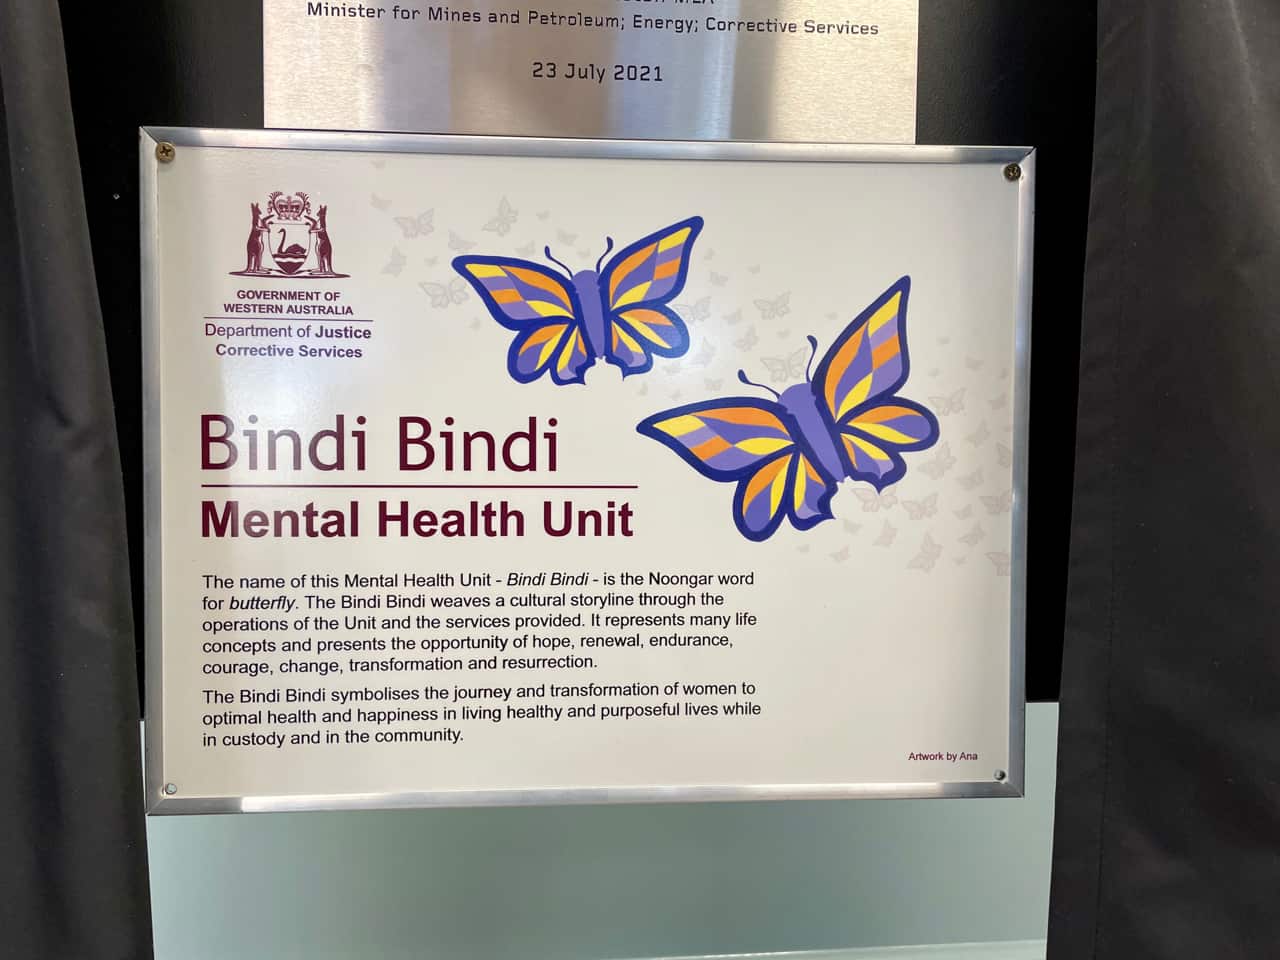 Minister for Mines and Petroleum; Energy; Corrective Services
23 July 2021
GOVERNMENT OF
WESTERN AUSTRALIA
Department of Justice
Corrective Services
Bindi Bindi
Mental Health Unit
The name of this Mental Health Unit - Bindi Bindi - is the Noongar word
for butterfly. The Bindi Bindi weaves a cultural storyline through the
operations of the Unit and the services provided. It represents many life
concepts and presents the opportunity of hope, renewal, endurance,
courage, change, transformation and resurrection.
The Bindi Bindi symbolises the journey and transformation of women to
optimal health and happiness in living healthy and purposeful lives while
in custody and in the community.
Artwork by Ana